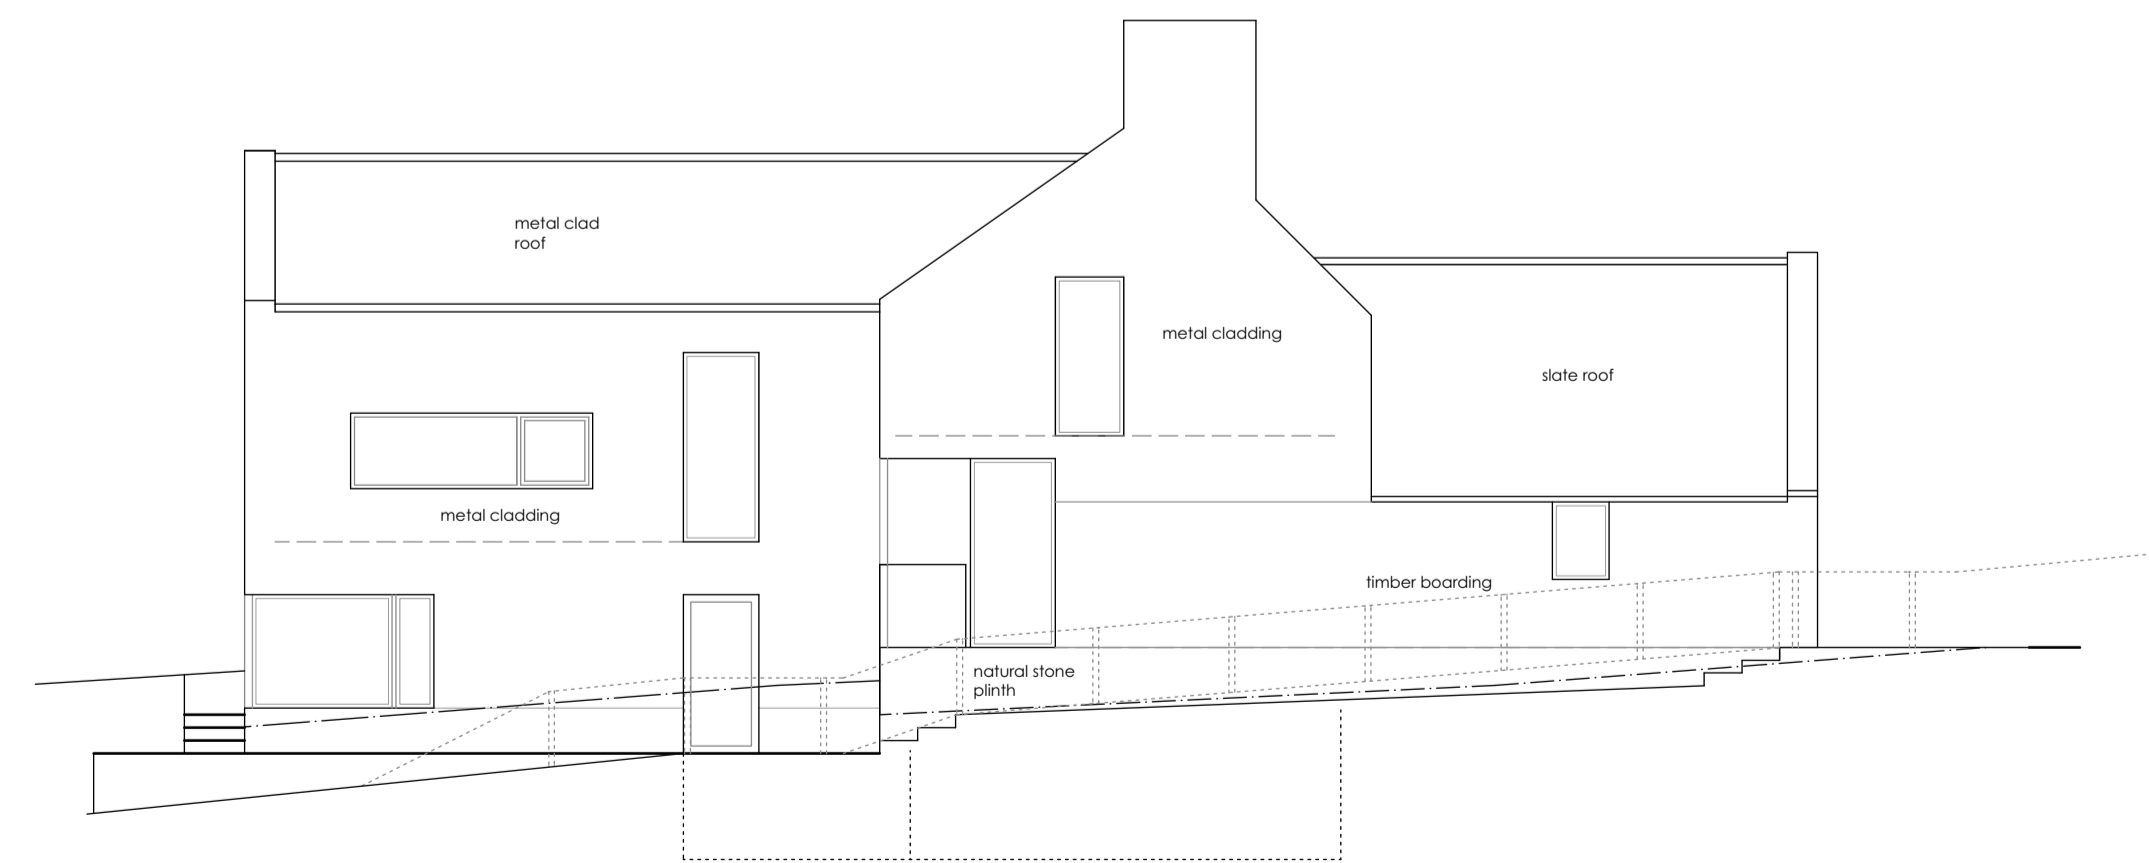 metal clad
roof
metal cladding
slate roof
metal cladding
timber boarding
natural stone
plinth